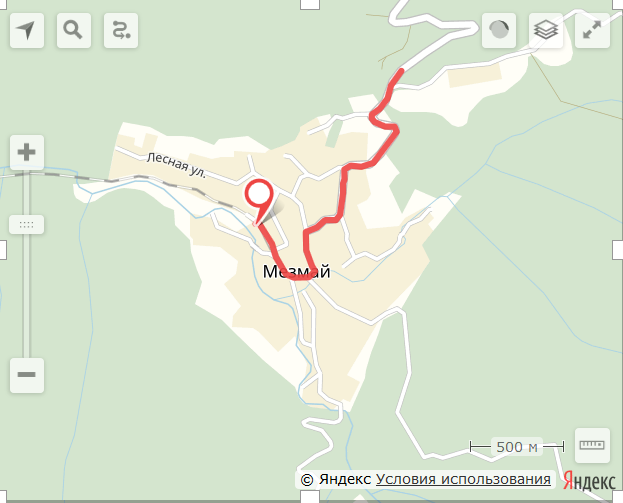 Лесная ул.
Мезмай
500 м
© Яндекс Условия использования
Яндекс